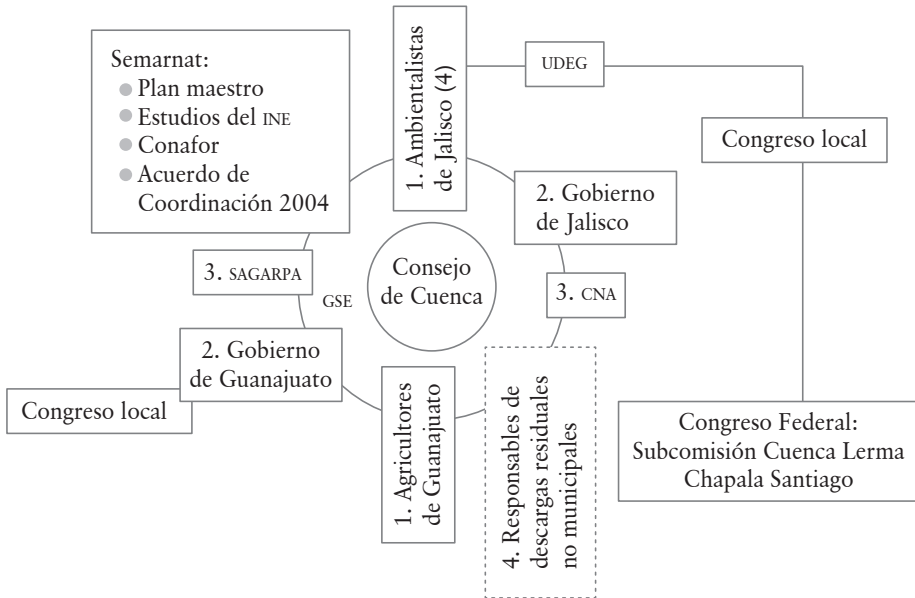 Semarnat:
Plan maestro
Estudios del INE
Conafor
Acuerdo de
Coordinación 2004
1. Ambientalistas
de Jalisco (4)
UDEG
Congreso local
2. Gobierno
de Jalisco
3. SAGARPA
GSE
Consejo
de Cuenca
3. CNA
2. Gobierno
de Guanajuato
Congreso local
1. Agricultores
de Guanajuato
4. Responsables de
descargas residuales
no municipales
Congreso Federal:
Subcomisión Cuenca Lerma
Chapala Santiago